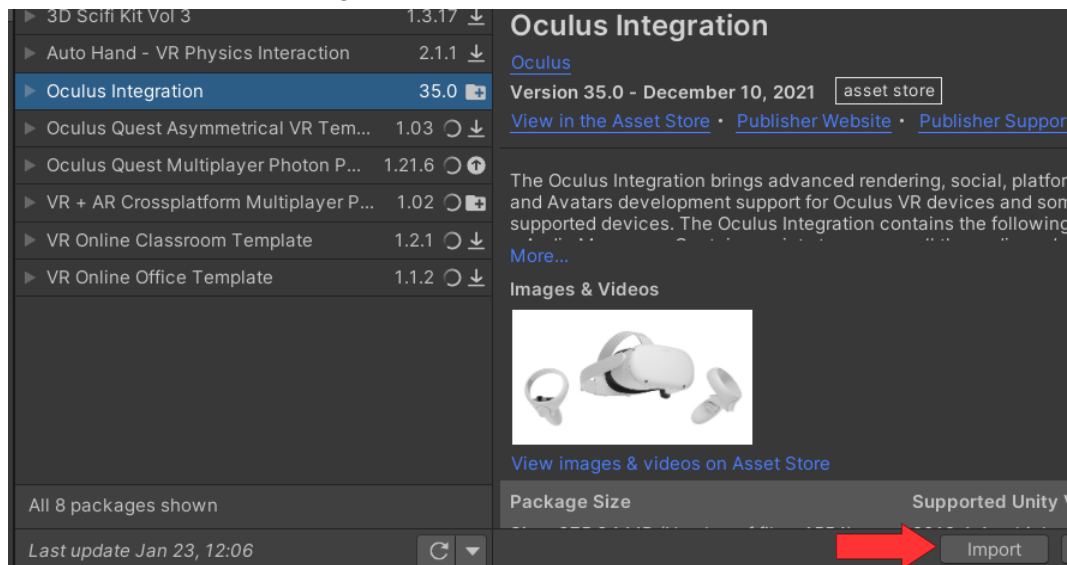 3D Scifi Kit Vol 3 1.3.17
Auto Hand - VR Physics Interaction 2.1.1
Oculus Integration 35.0
Oculus Quest Asymmetrical VR Tem... 1.03
Oculus Quest Multiplayer Photon P... 1.21.6
VR + AR Crossplatform Multiplayer P... 1.02
VR Online Classroom Template 1.2.1
VR Online Office Template 1.1.2
All 8 packages shown
Last update Jan 23, 12:06
Oculus Integration
Oculus
Version 35.0 - December 10, 2021 asset store
View in the Asset Store • Publisher Website • Publisher Suppor
The Oculus Integration brings advanced rendering, social, platfor
and Avatars development support for Oculus VR devices and som
supported devices. The Oculus Integration contains the following
More...
Images & Videos
View images & videos on Asset Store
Package Size Supported Unity
Import